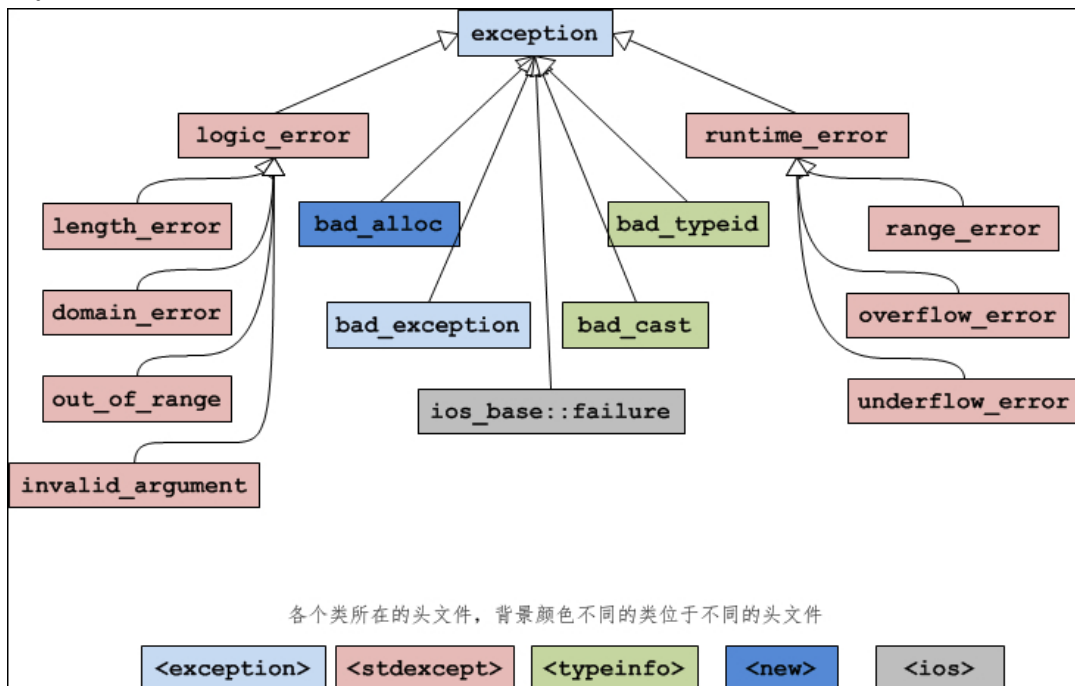 exception
logic_error
runtime_error
length_error
bad_alloc
bad_typeid
range_error
domain_error
bad_exception
bad_cast
overflow_error
out_of_range
ios_base::failure
underflow_error
invalid_argument
各个类所在的头文件，背景颜色不同的类位于不同的头文件
<exception>
<stdexcept>
<typeinfo>
<new>
<ios>